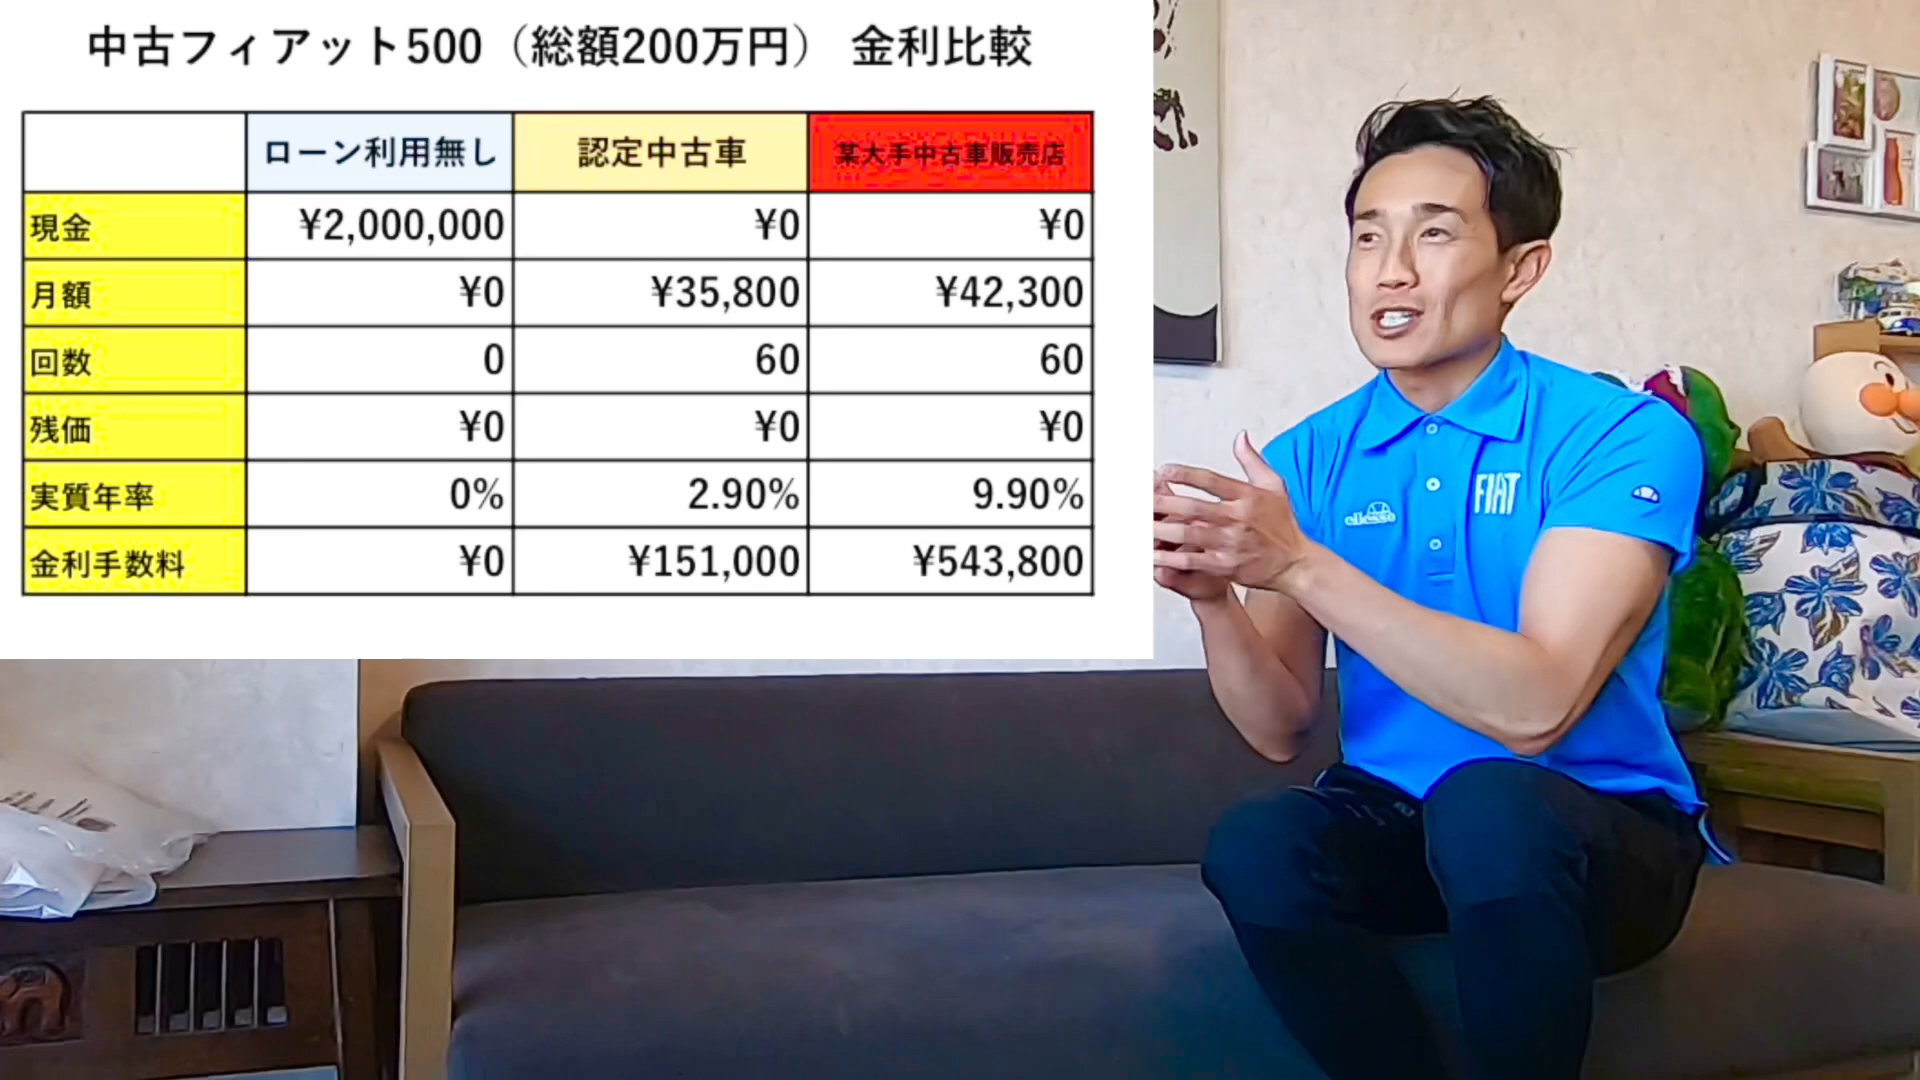 中古フィアット500（総額200万円） 金利比較
ローン利用無し 認定中古車 某大手中古車販売店
現金 ¥2,000,000 ¥0 ¥0
月額 ¥0 ¥35,800 ¥42,300
回数 0 60 60
残価 ¥0 ¥0 ¥0
実質年率 0% 2.90% 9.90%
金利手数料 ¥0 ¥151,000 ¥543,800
ellesse
FIAT